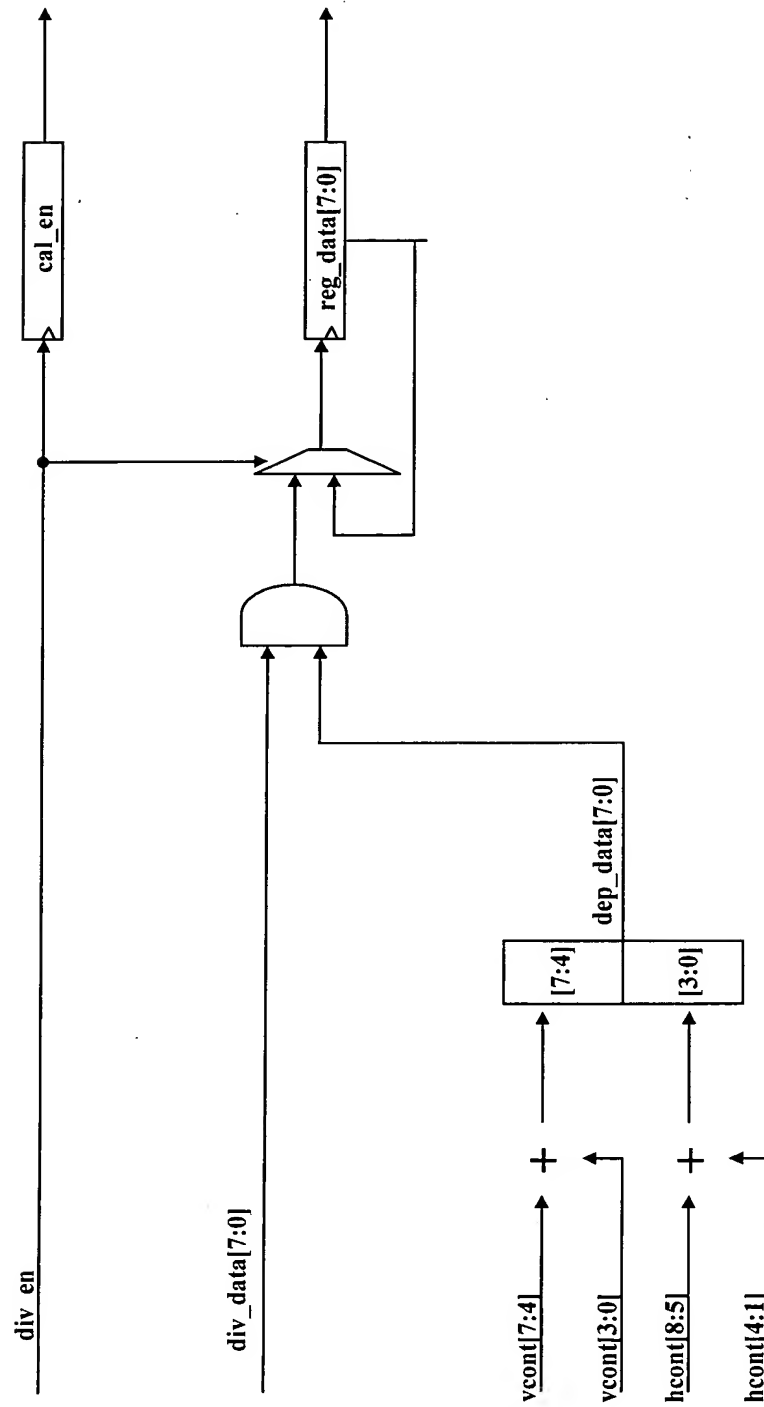 div_en
cal_en
div_data[7:0]
reg_data[7:0]
dep_data[7:0]
vcont[7:4]
+
[7:4]
vcont[3:0]
hcont[8:5]
+
[3:0]
hcont[4:1]